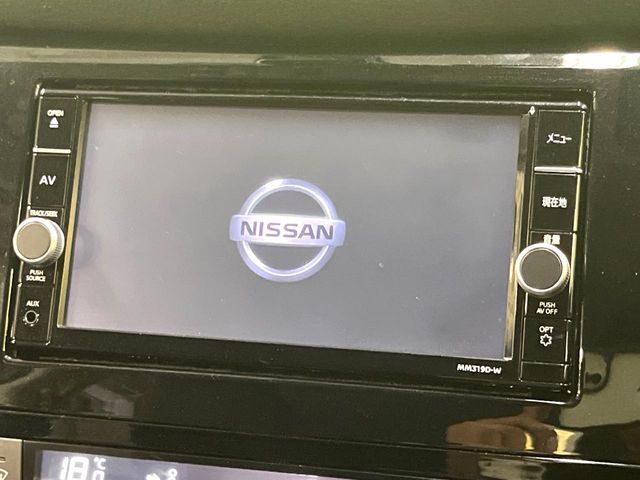 OPEN
AV
TRACK/SEEK
PUSH
SOURCE
AUX
NISSAN
メニュー
現在地
音量
PUSH
AV OFF
OPT
MM319D-W
18
°C